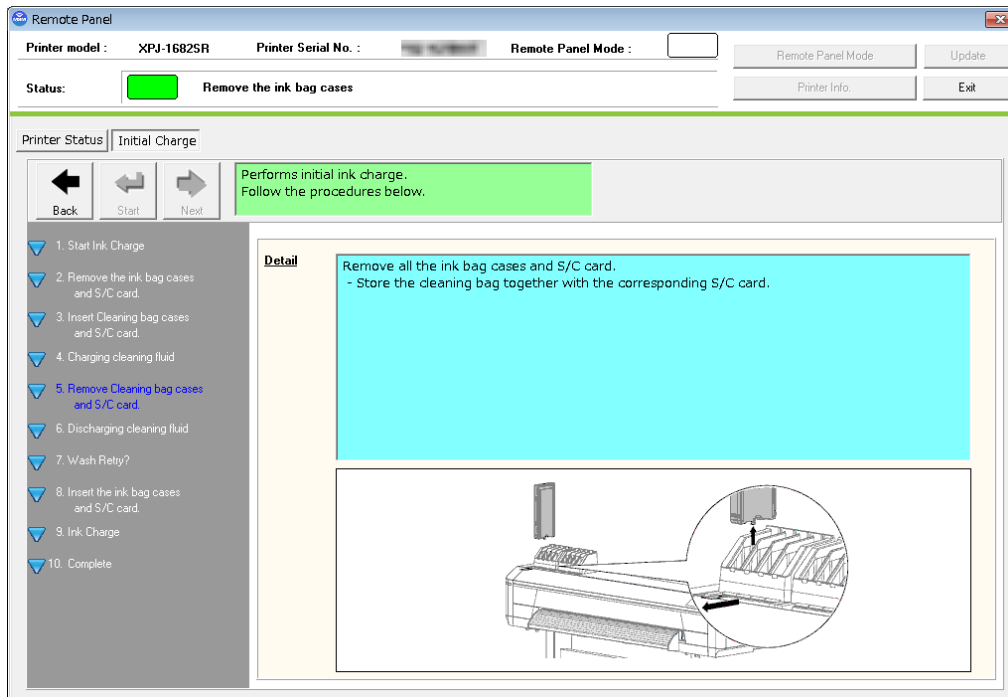 Remote Panel
Printer model : XPJ-1682SR Printer Serial No. : Remote Panel Mode :
Remote Panel Mode Update
Status: Remove the ink bag cases
Printer Info. Exit
Printer Status Initial Charge
Back Start Next
Performs initial ink charge.
Follow the procedures below.
1. Start Ink Charge
2. Remove the ink bag cases
and S/C card.
3. Insert Cleaning bag cases
and S/C card.
4. Charging cleaning fluid
5. Remove Cleaning bag cases
and S/C card.
6. Discharging cleaning fluid
7. Wash Retry?
8. Insert the ink bag cases
and S/C card.
9. Ink Charge
10. Complete
Detail
Remove all the ink bag cases and S/C card.
- Store the cleaning bag together with the corresponding S/C card.